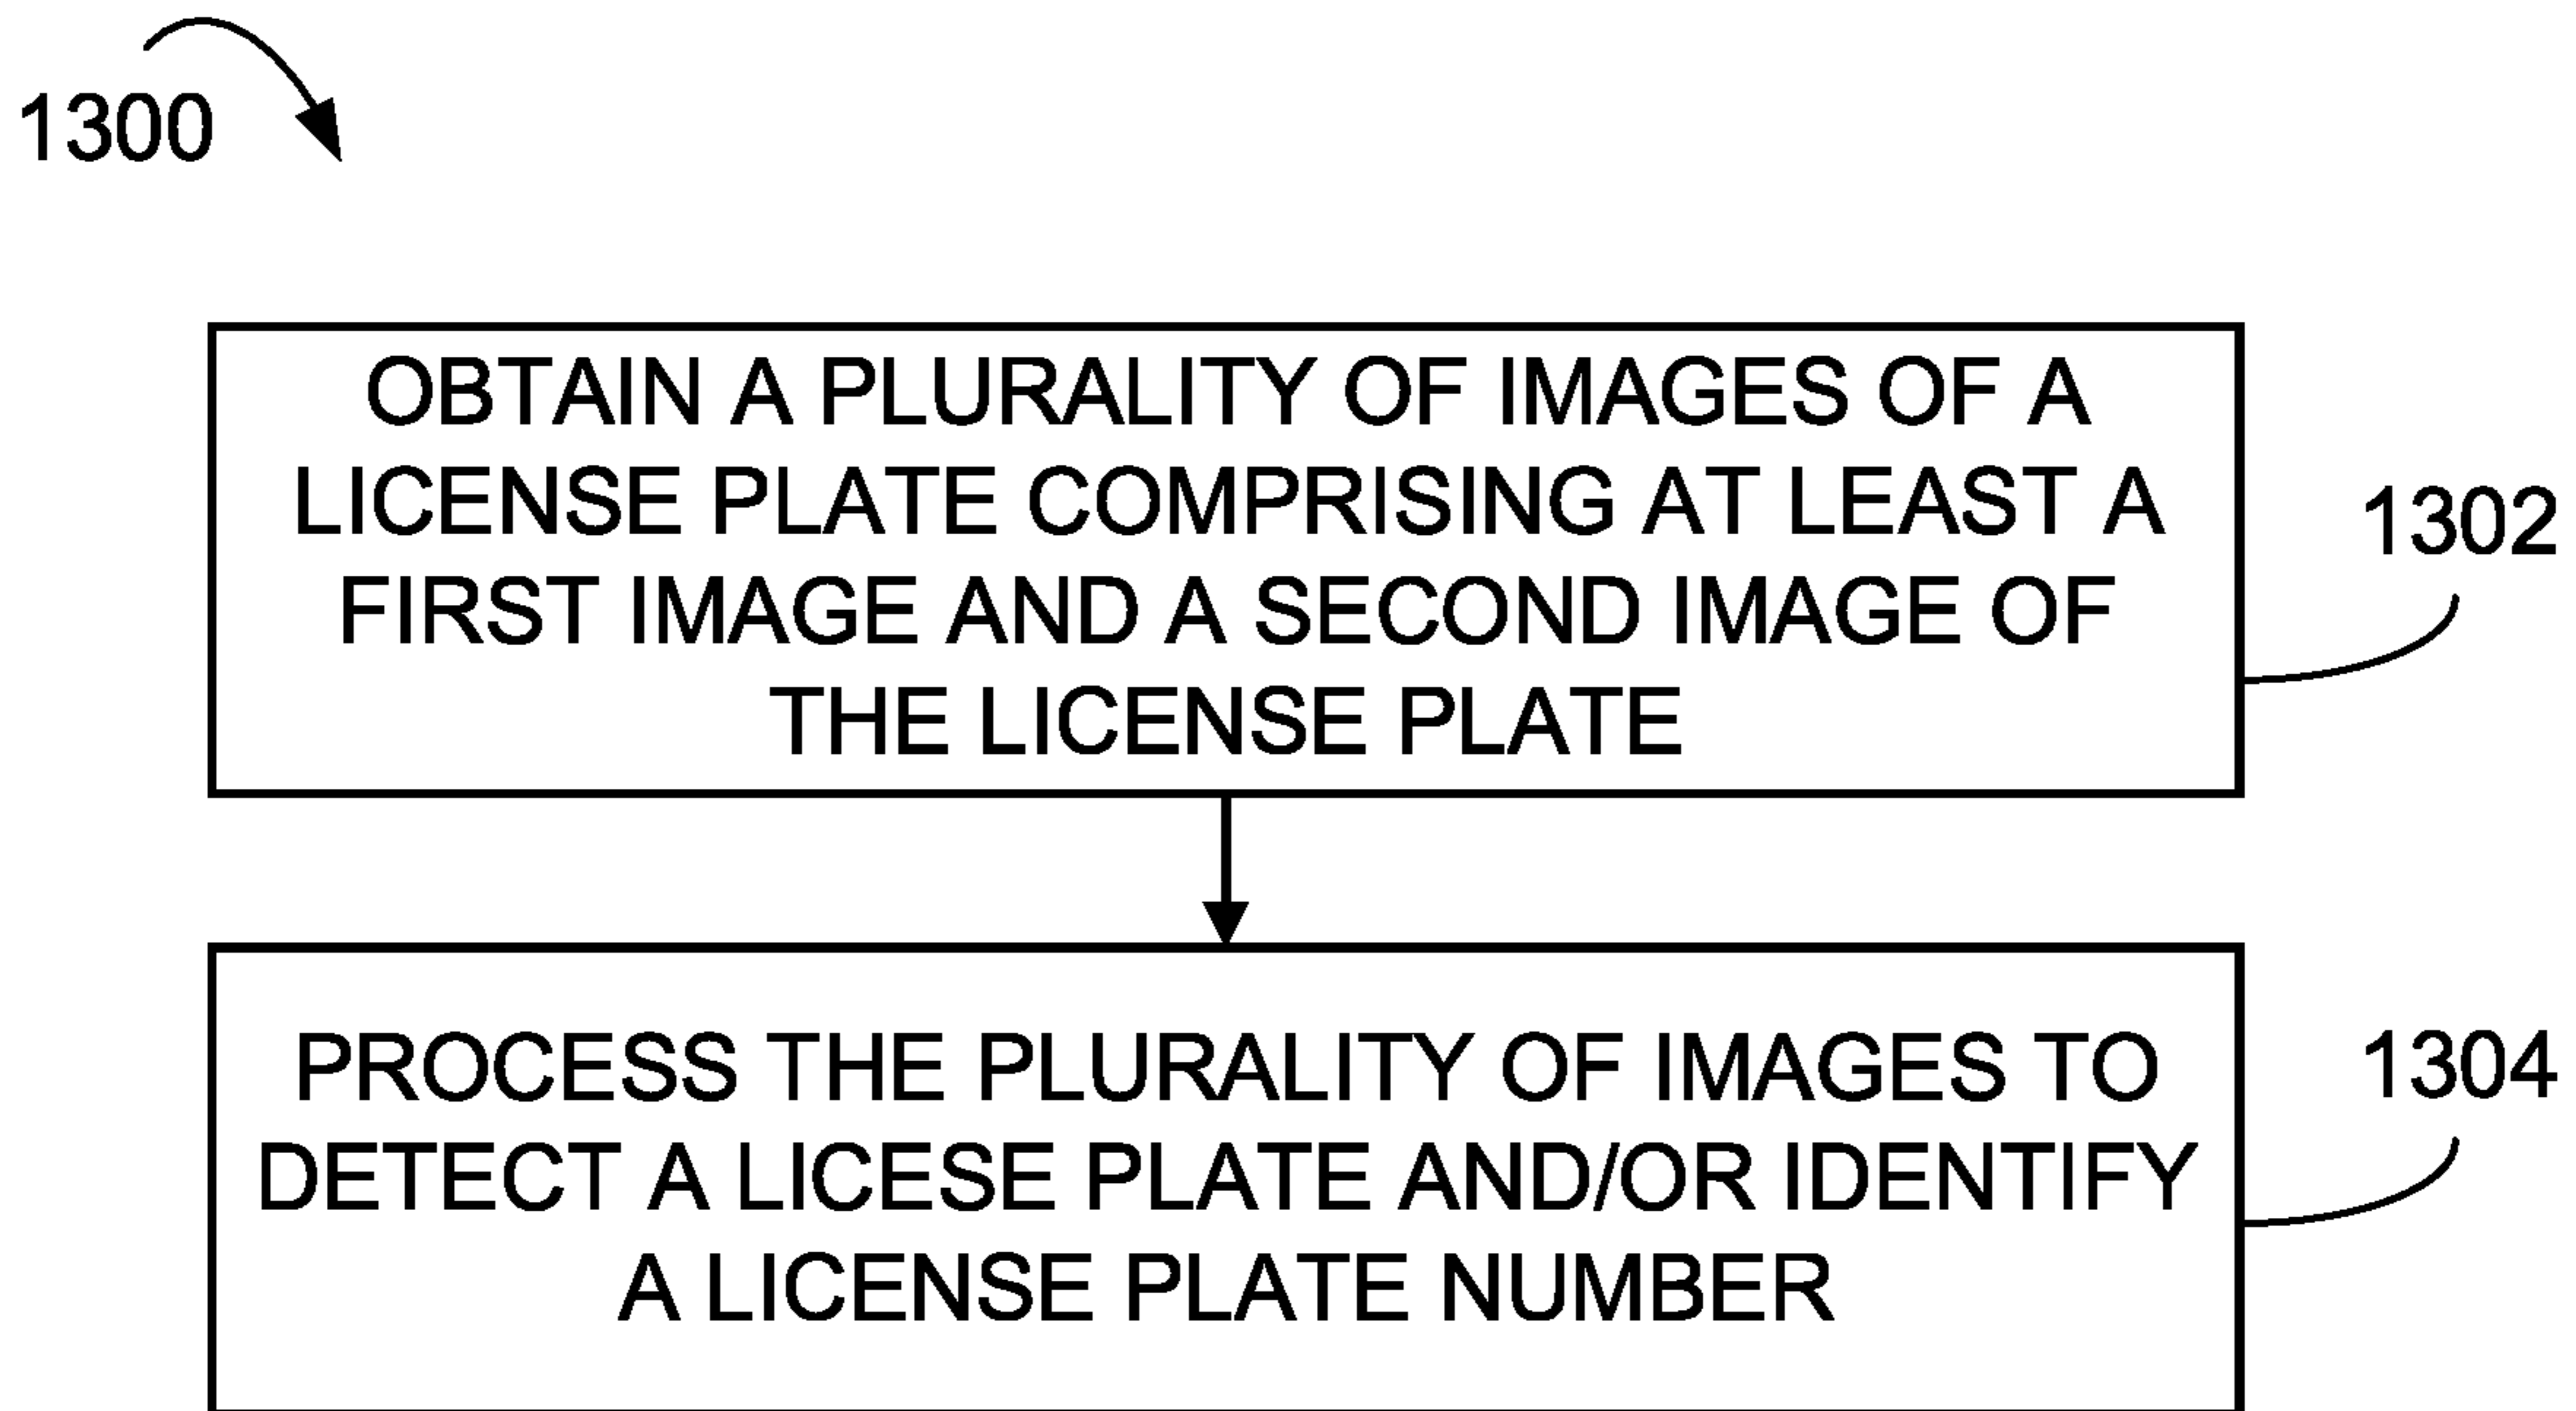 1300
OBTAIN A PLURALITY OF IMAGES OF A
LICENSE PLATE COMPRISING AT LEAST A
FIRST IMAGE AND A SECOND IMAGE OF
THE LICENSE PLATE
1302
PROCESS THE PLURALITY OF IMAGES TO
DETECT A LICESE PLATE AND/OR IDENTIFY
A LICENSE PLATE NUMBER
1304